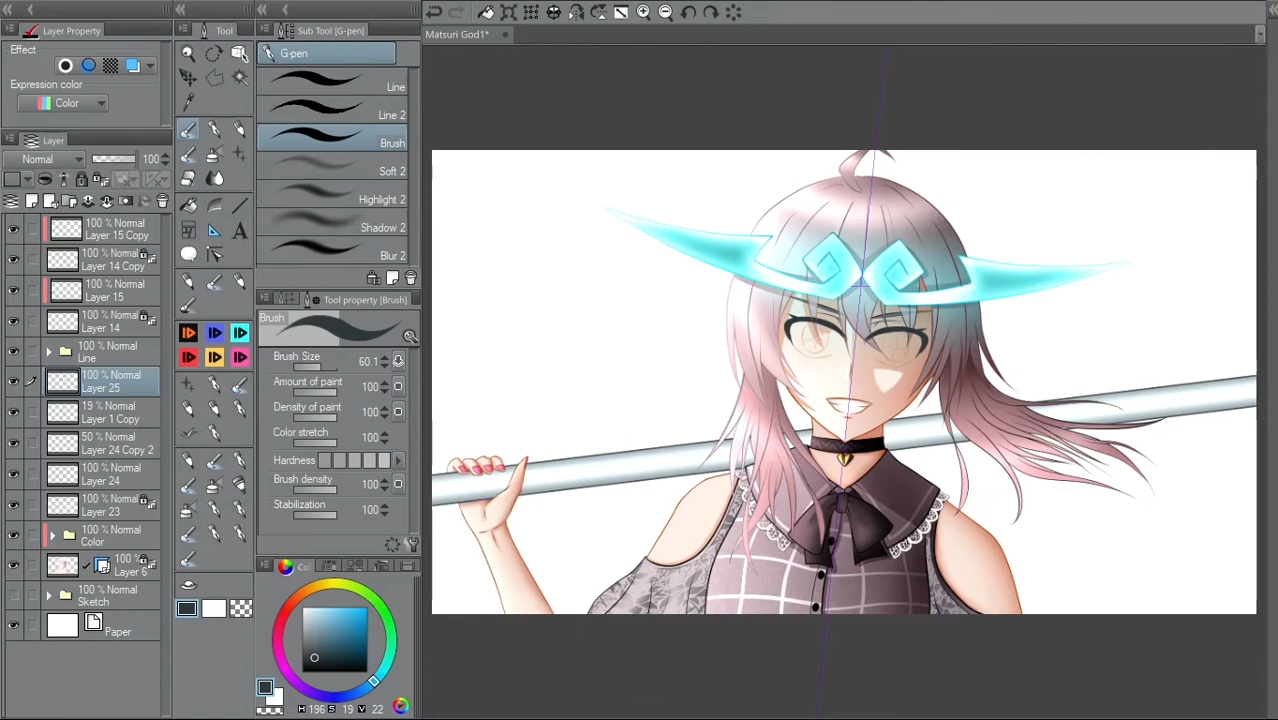 Layer Property
Effect
Expression color
Color
Layer
Normal
100
100 % Normal
Layer 15 Copy
100 % Normal
Layer 14 Copy
100 % Normal
Layer 15
100 % Normal
Layer 14
100 % Normal
Line
100 % Normal
Layer 25
19 % Normal
Layer 1 Copy
50 % Normal
Layer 24 Copy 2
100 % Normal
Layer 24
100 % Normal
Layer 23
100 % Normal
Color
100 %
Layer 6
100 % Normal
Sketch
Paper
Tool
A
Sub Tool [G-pen]
G-pen
Line
Line 2
Brush
Soft 2
Highlight 2
Shadow 2
Blur 2
Tool property [Brush]
Brush
Brush Size
60.1
Amount of paint
100
Density of paint
100
Color stretch
100
Hardness
Brush density
100
Stabilization
100
H 196 S 19 V 22
Matsuri God1*